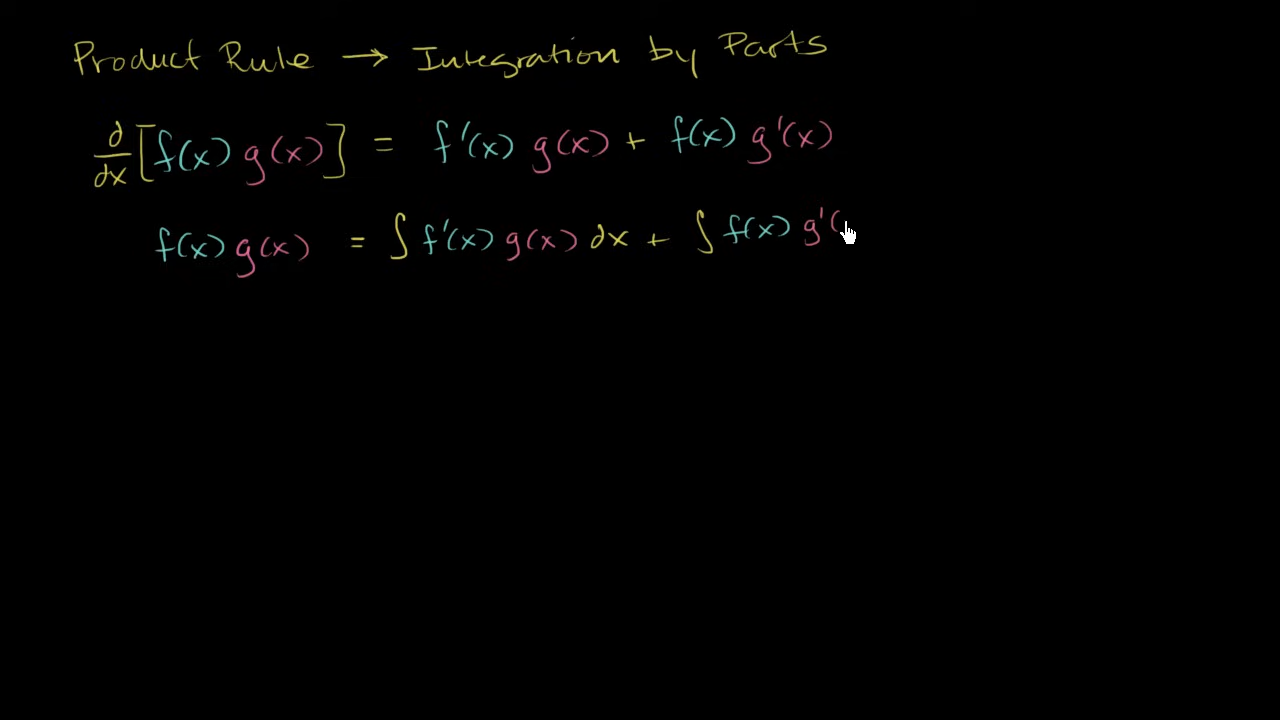 Product Rule → Integration by Parts
d/dx [f(x) g(x)] = f'(x) g(x) + f(x) g'(x)
f(x) g(x) = ∫ f'(x) g(x) dx + ∫ f(x) g'(